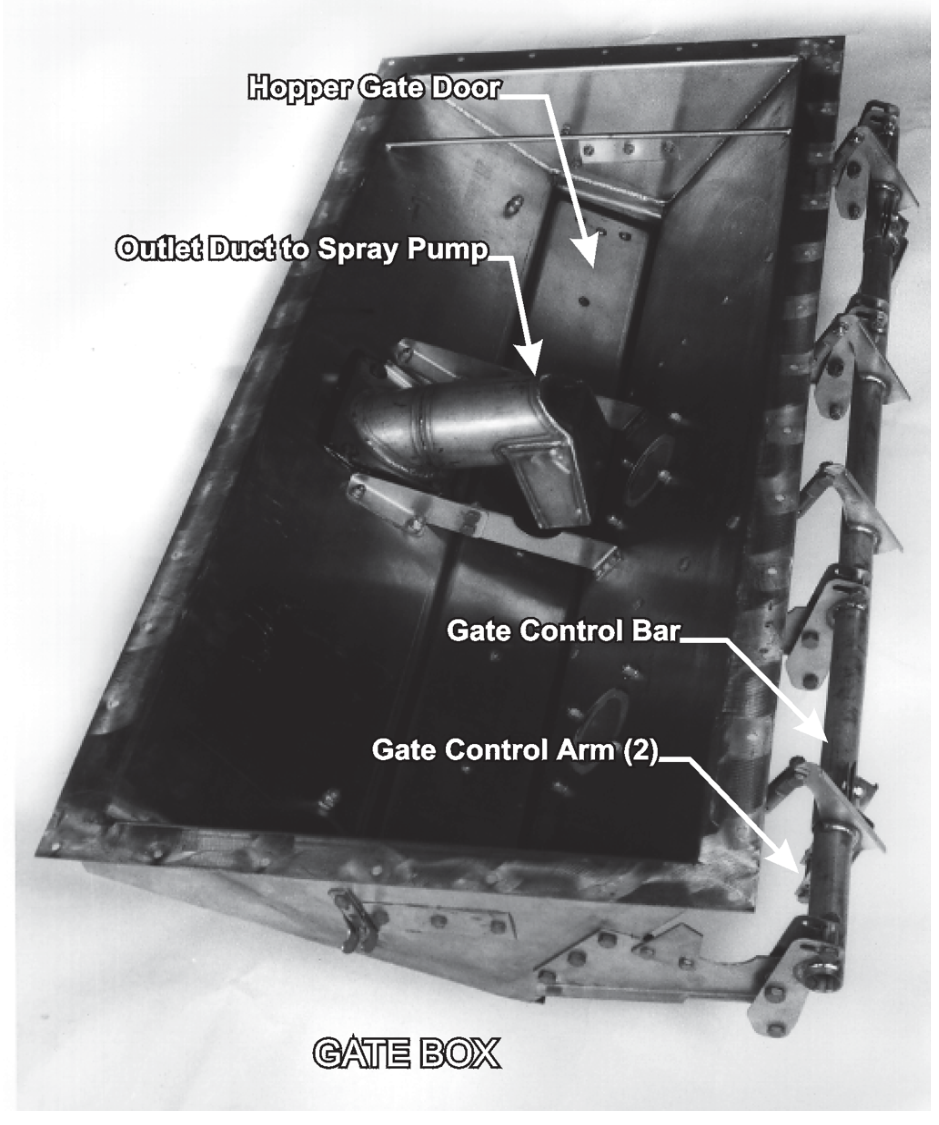 Hopper Gate Door
Outlet Duct to Spray Pump
Gate Control Bar
Gate Control Arm (2)
GATE BOX